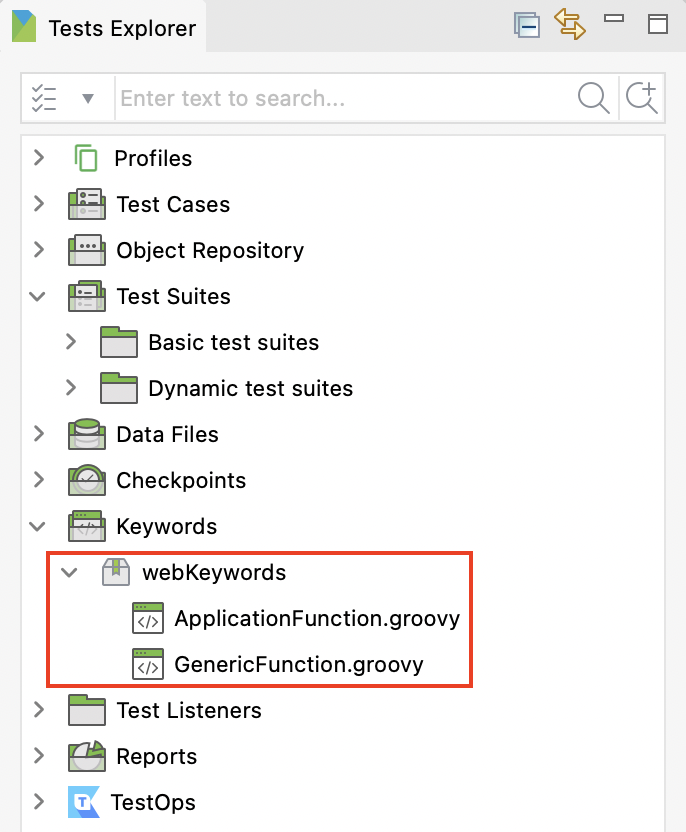 Tests Explorer
Enter text to search...
Profiles
Test Cases
Object Repository
Test Suites
Basic test suites
Dynamic test suites
Data Files
Checkpoints
Keywords
webKeywords
ApplicationFunction.groovy
GenericFunction.groovy
Test Listeners
Reports
TestOps